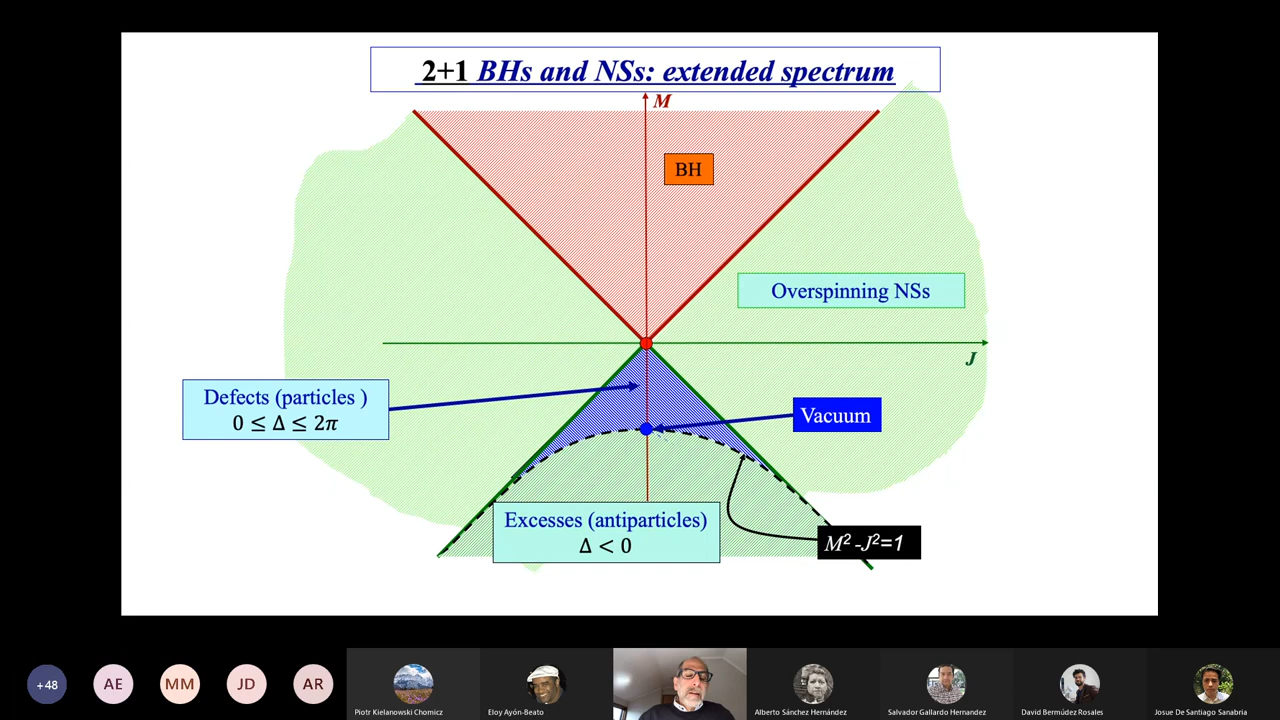 2+1 BHs and NSs: extended spectrum
M
BH
Overspinning NSs
J
Defects (particles )
0 ≤ Δ ≤ 2π
Vacuum
Excesses (antiparticles)
Δ < 0
M² -J²=1
+48
AE
MM
JD
AR
Piotr Kielanowski Chomicz
Eloy Ayón-Beato
Alberto Sánchez Hernández
Salvador Gallardo Hernandez
David Bermúdez Rosales
Josue De Santiago Sanabria